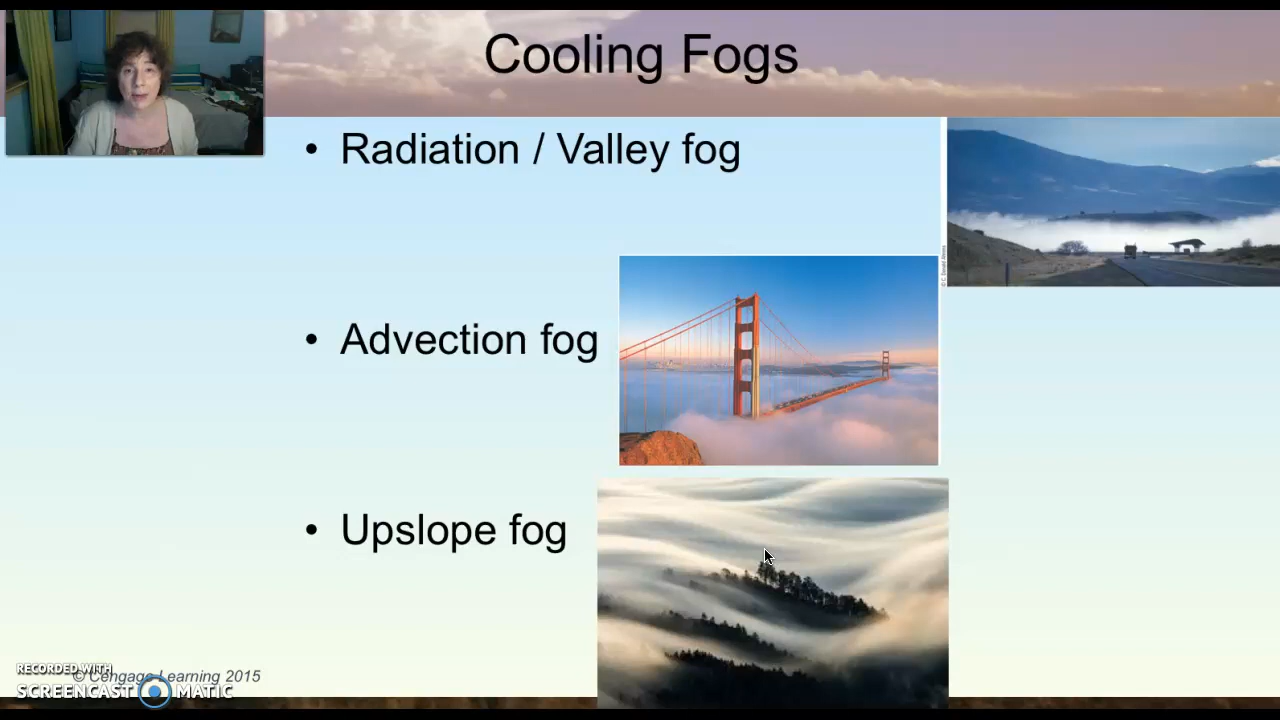 Cooling Fogs
• Radiation / Valley fog
• Advection fog
• Upslope fog
© Cengage Learning 2015
RECORDED WITH
SCREENCAST MATIC